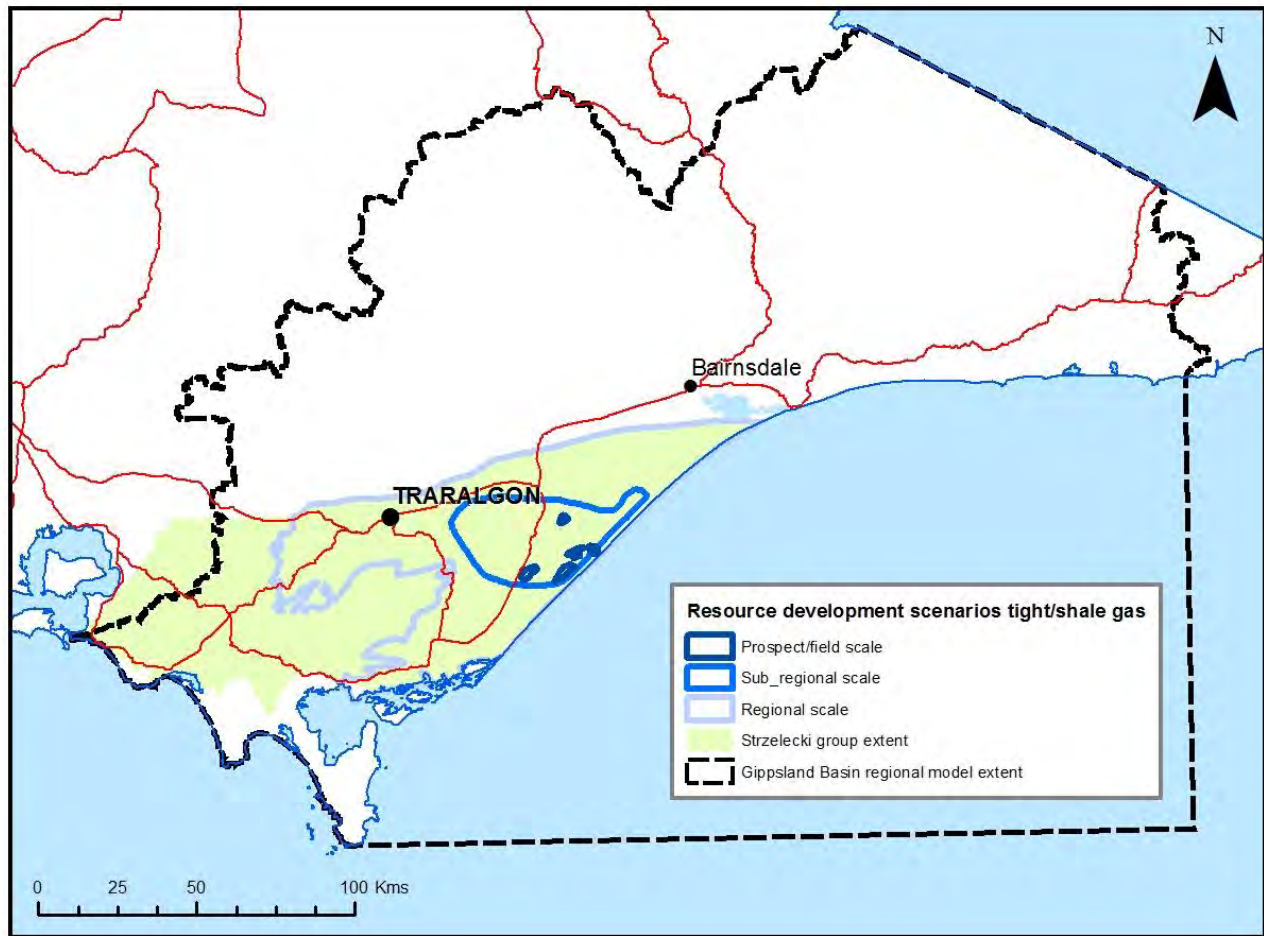 N
Bairnsdale
TRARALGON
Resource development scenarios tight/shale gas
Prospect/field scale
Sub_regional scale
Regional scale
Strzelecki group extent
Gippsland Basin regional model extent
0 25 50 100 Kms